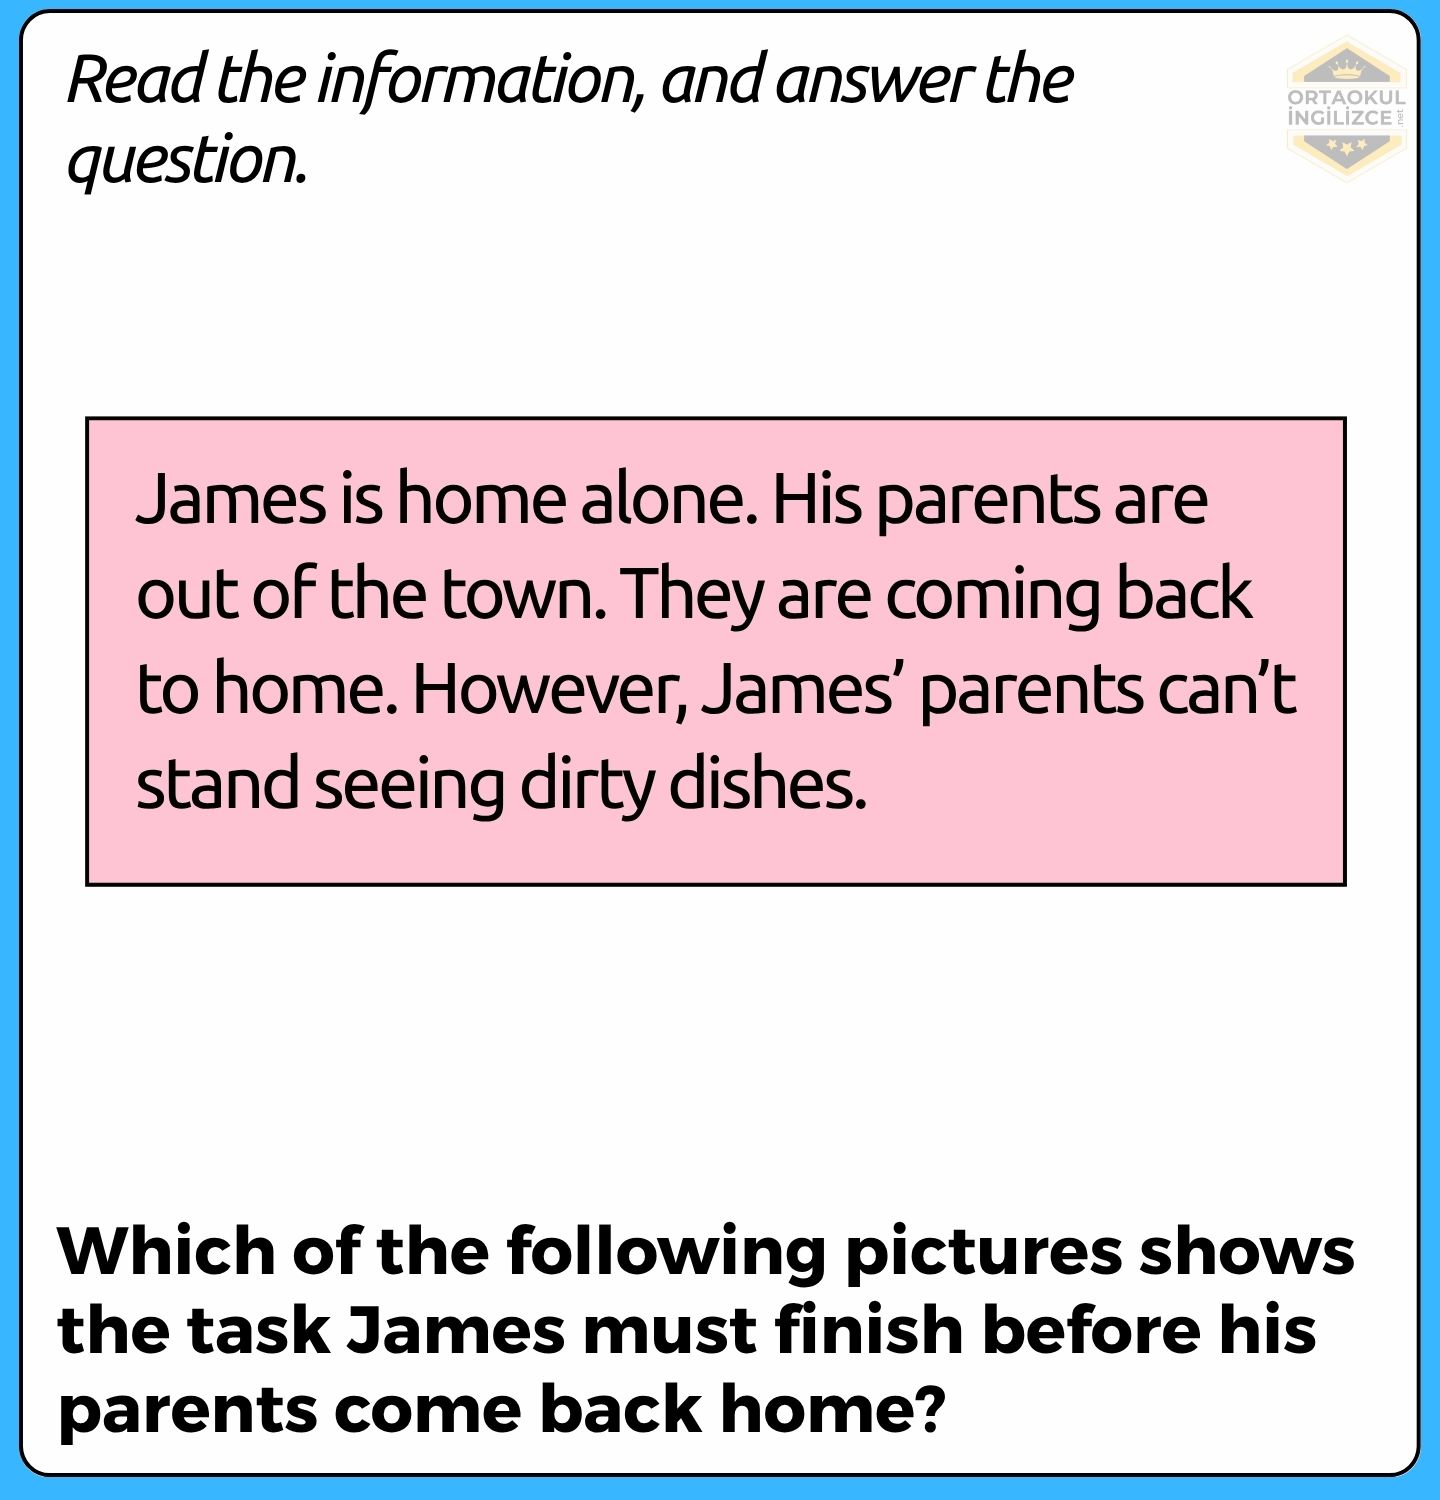 Read the information, and answer the
question.
ORTAOKUL
İNGİLİZCE
.net
James is home alone. His parents are
out of the town. They are coming back
to home. However, James’ parents can’t
stand seeing dirty dishes.
Which of the following pictures shows
the task James must finish before his
parents come back home?